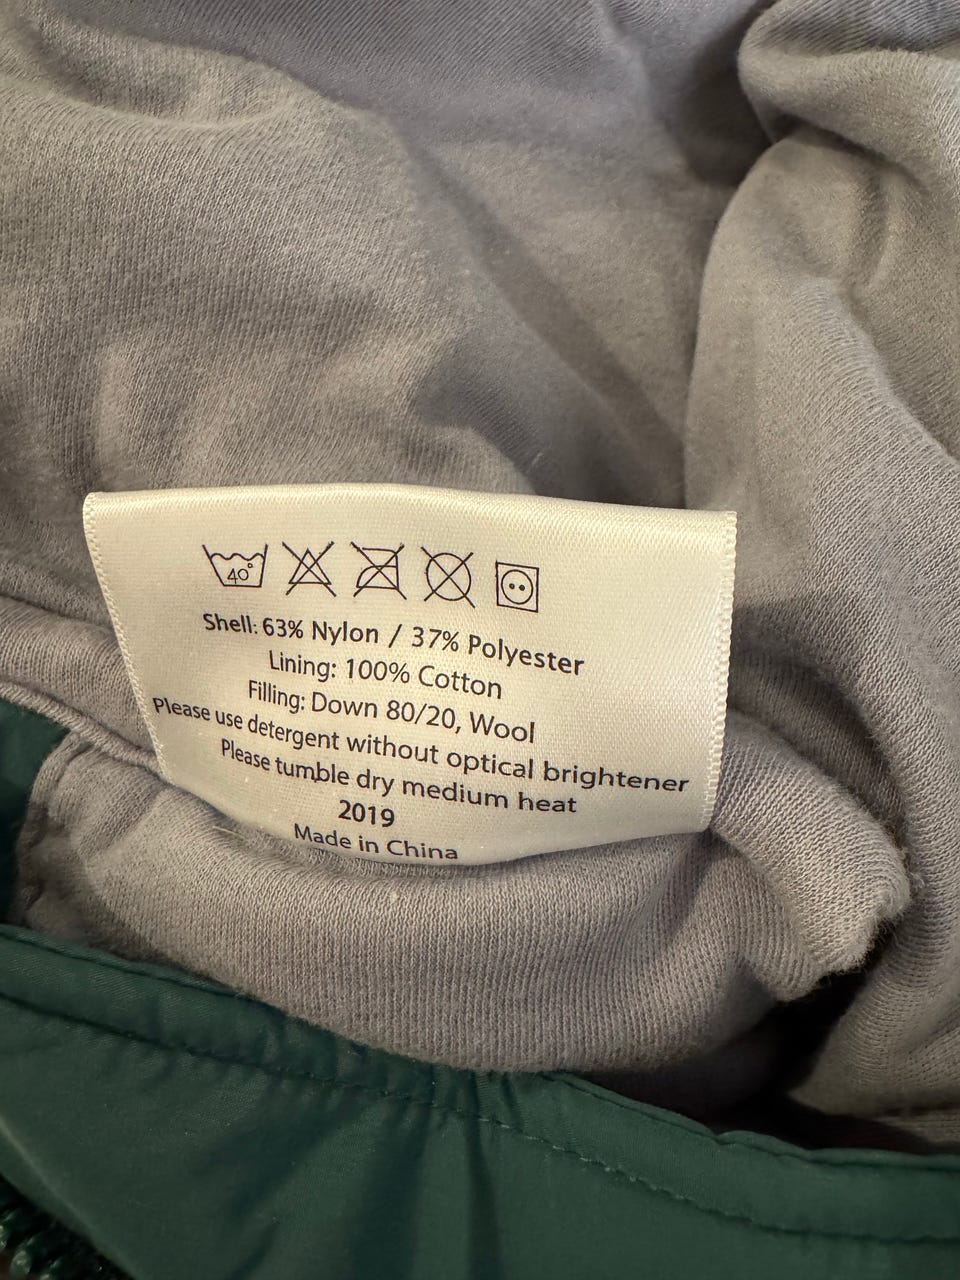 40°
Shell: 63% Nylon / 37% Polyester
Lining: 100% Cotton
Filling: Down 80/20, Wool
Please use detergent without optical brightener
Please tumble dry medium heat
2019
Made in China